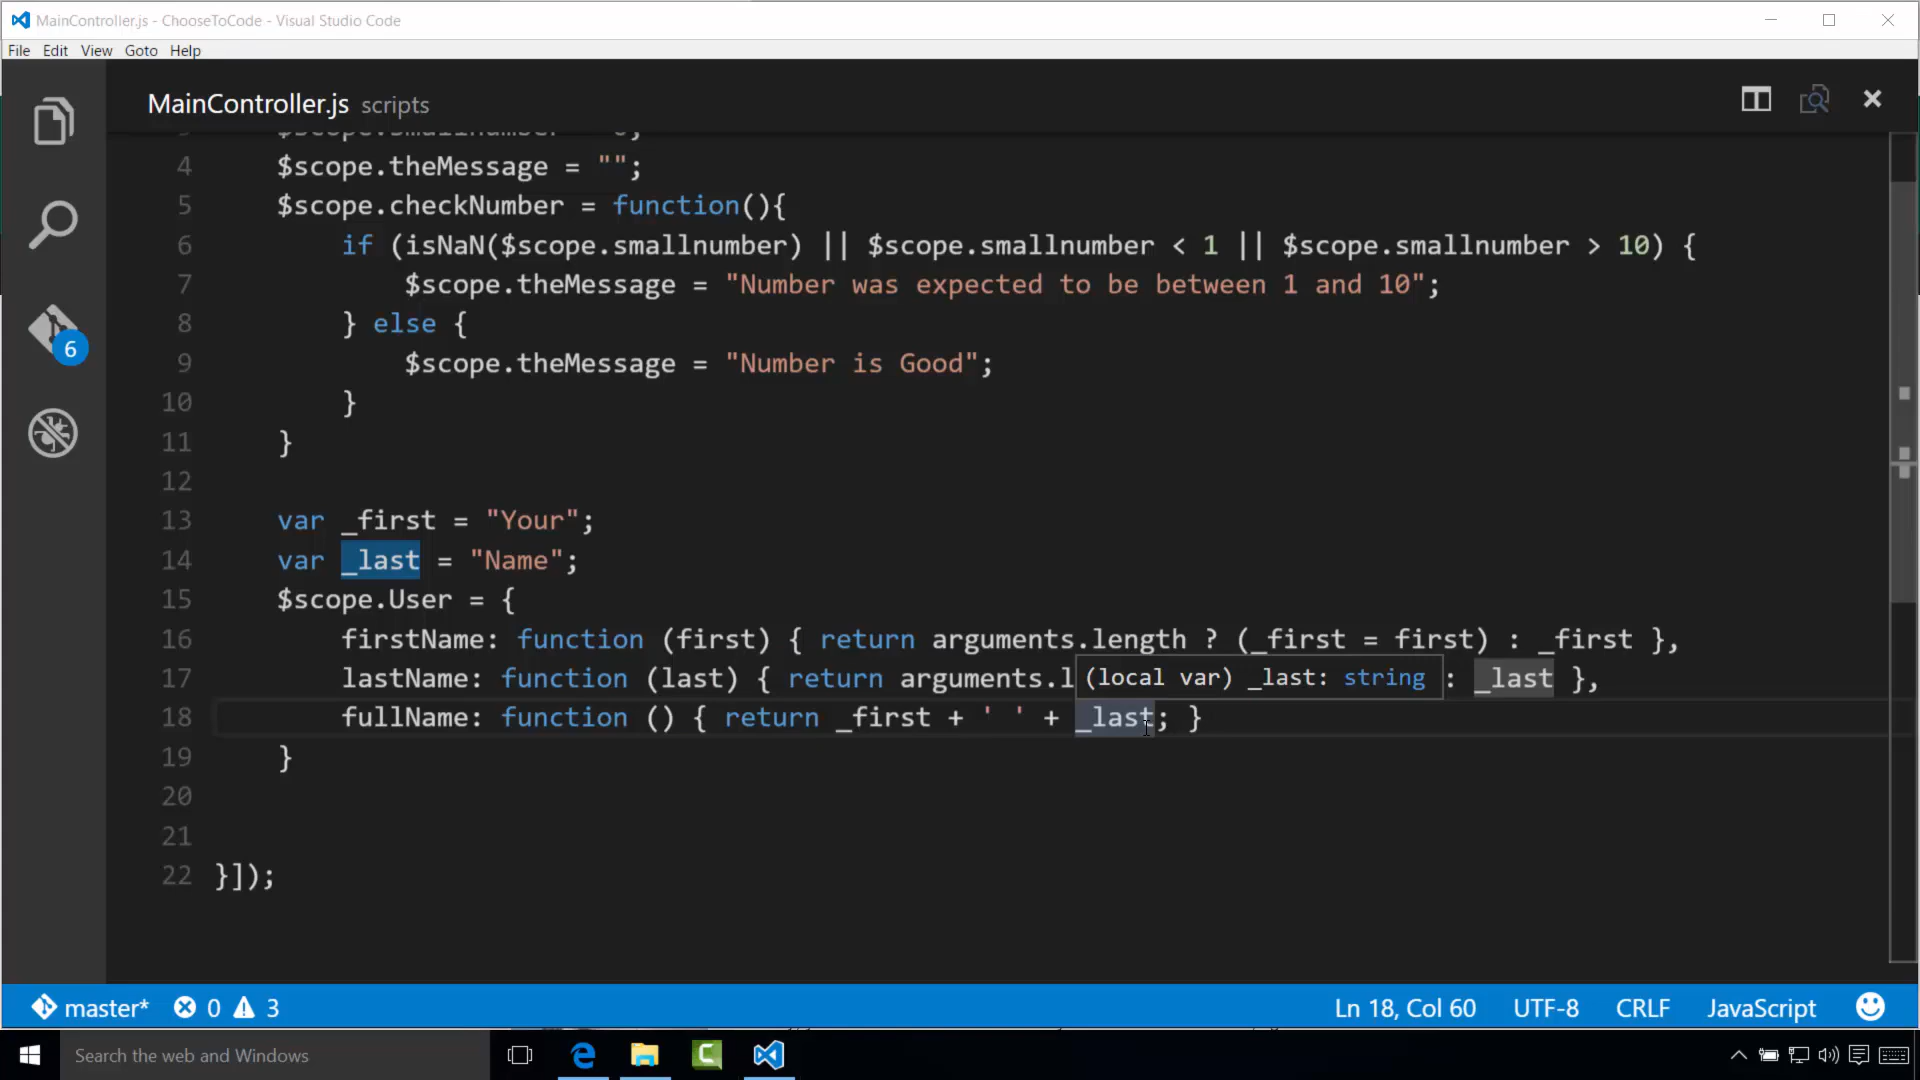 MainController.js - ChooseToCode - Visual Studio Code
File Edit View Goto Help
MainController.js scripts
4 $scope.theMessage = "";
5 $scope.checkNumber = function(){
6 if (isNaN($scope.smallnumber) || $scope.smallnumber < 1 || $scope.smallnumber > 10) {
7 $scope.theMessage = "Number was expected to be between 1 and 10";
8 } else {
9 $scope.theMessage = "Number is Good";
10 }
11 }
12
13 var _first = "Your";
14 var _last = "Name";
15 $scope.User = {
16 firstName: function (first) { return arguments.length ? (_first = first) : _first },
17 lastName: function (last) { return arguments.l (local var) _last: string : _last },
18 fullName: function () { return _first + ' ' + _last; }
19 }
20
21
22 }]);
6
master* 0 3 Ln 18, Col 60 UTF-8 CRLF JavaScript
Search the web and Windows